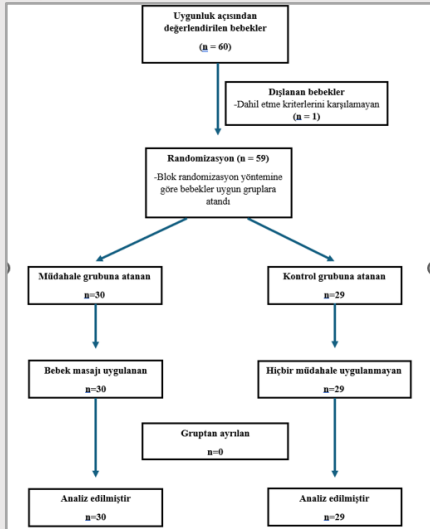 Uygunluk açısından
değerlendirilen bebekler
(n = 60)
Dışlanan bebekler
-Dahil etme kriterlerini karşılamayan
(n = 1)
Randomizasyon (n = 59)
-Blok randomizasyon yöntemine
göre bebekler uygun gruplara
atandı
Müdahale grubuna atanan
n=30
Kontrol grubuna atanan
n=29
Bebek masajı uygulanan
n=30
Hiçbir müdahale uygulanmayan
n=29
Gruptan ayrılan
n=0
Analiz edilmiştir
n=30
Analiz edilmiştir
n=29